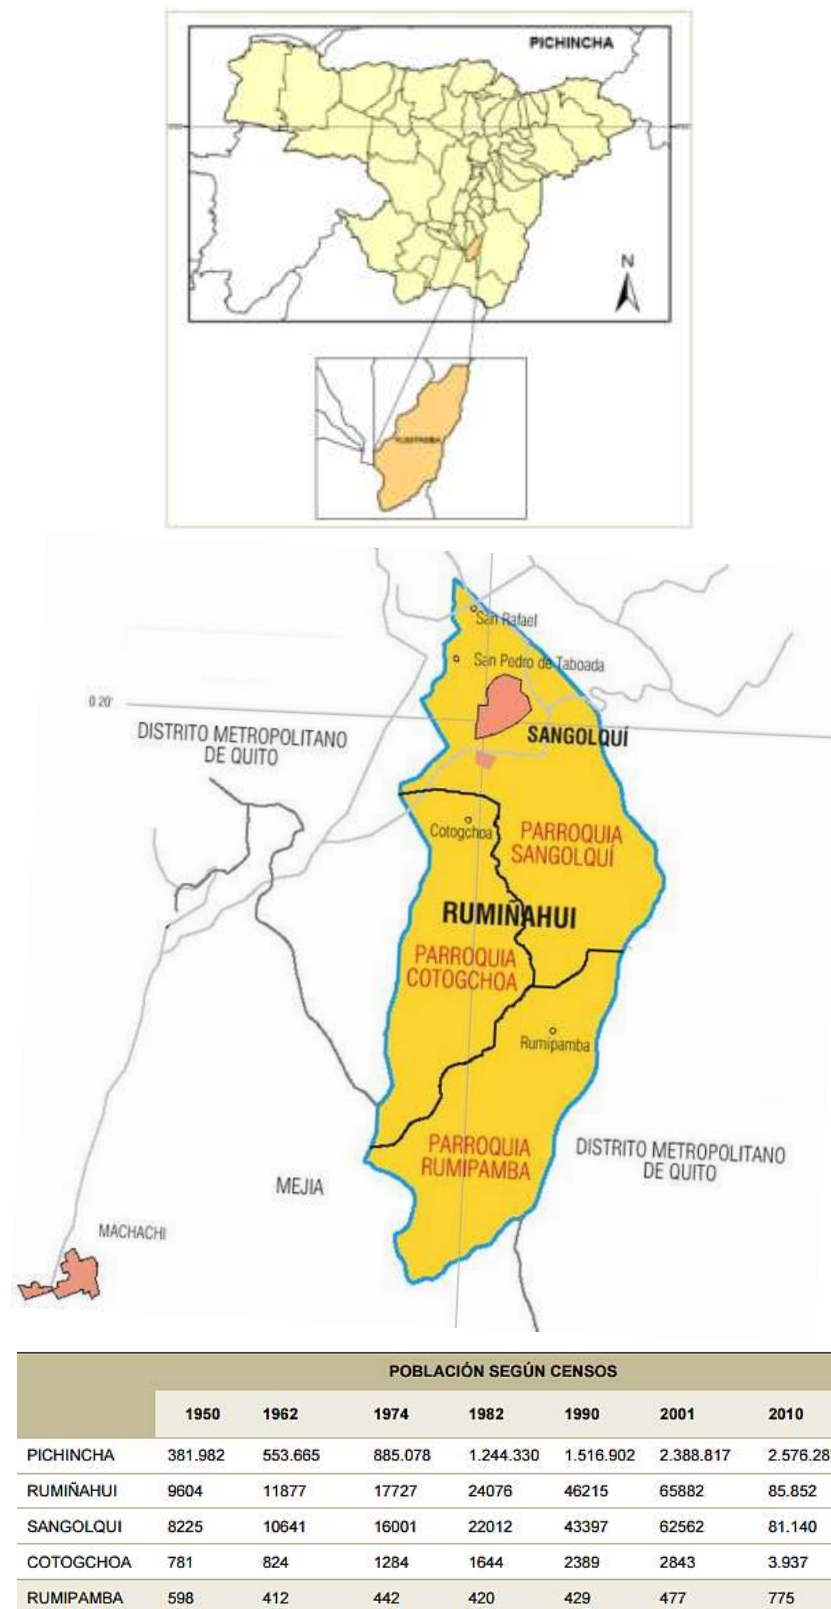 PICHINCHA
N
RUMIPAMBA
San Rafael
San Pedro de Taboada
0 20'
DISTRITO METROPOLITANO
DE QUITO
SANGOLQUÍ
Cotogchoa
PARROQUIA
SANGOLQUÍ
RUMIÑAHUI
PARROQUIA
COTOGCHOA
Rumipamba
PARROQUIA
RUMIPAMBA
DISTRITO METROPOLITANO
DE QUITO
MEJIA
MACHACHI
POBLACIÓN SEGÚN CENSOS
1950 1962 1974 1982 1990 2001 2010
PICHINCHA 381.982 553.665 885.078 1.244.330 1.516.902 2.388.817 2.576.28
RUMIÑAHUI 9604 11877 17727 24076 46215 65882 85.852
SANGOLQUI 8225 10641 16001 22012 43397 62562 81.140
COTOGCHOA 781 824 1284 1644 2389 2843 3.937
RUMIPAMBA 598 412 442 420 429 477 775